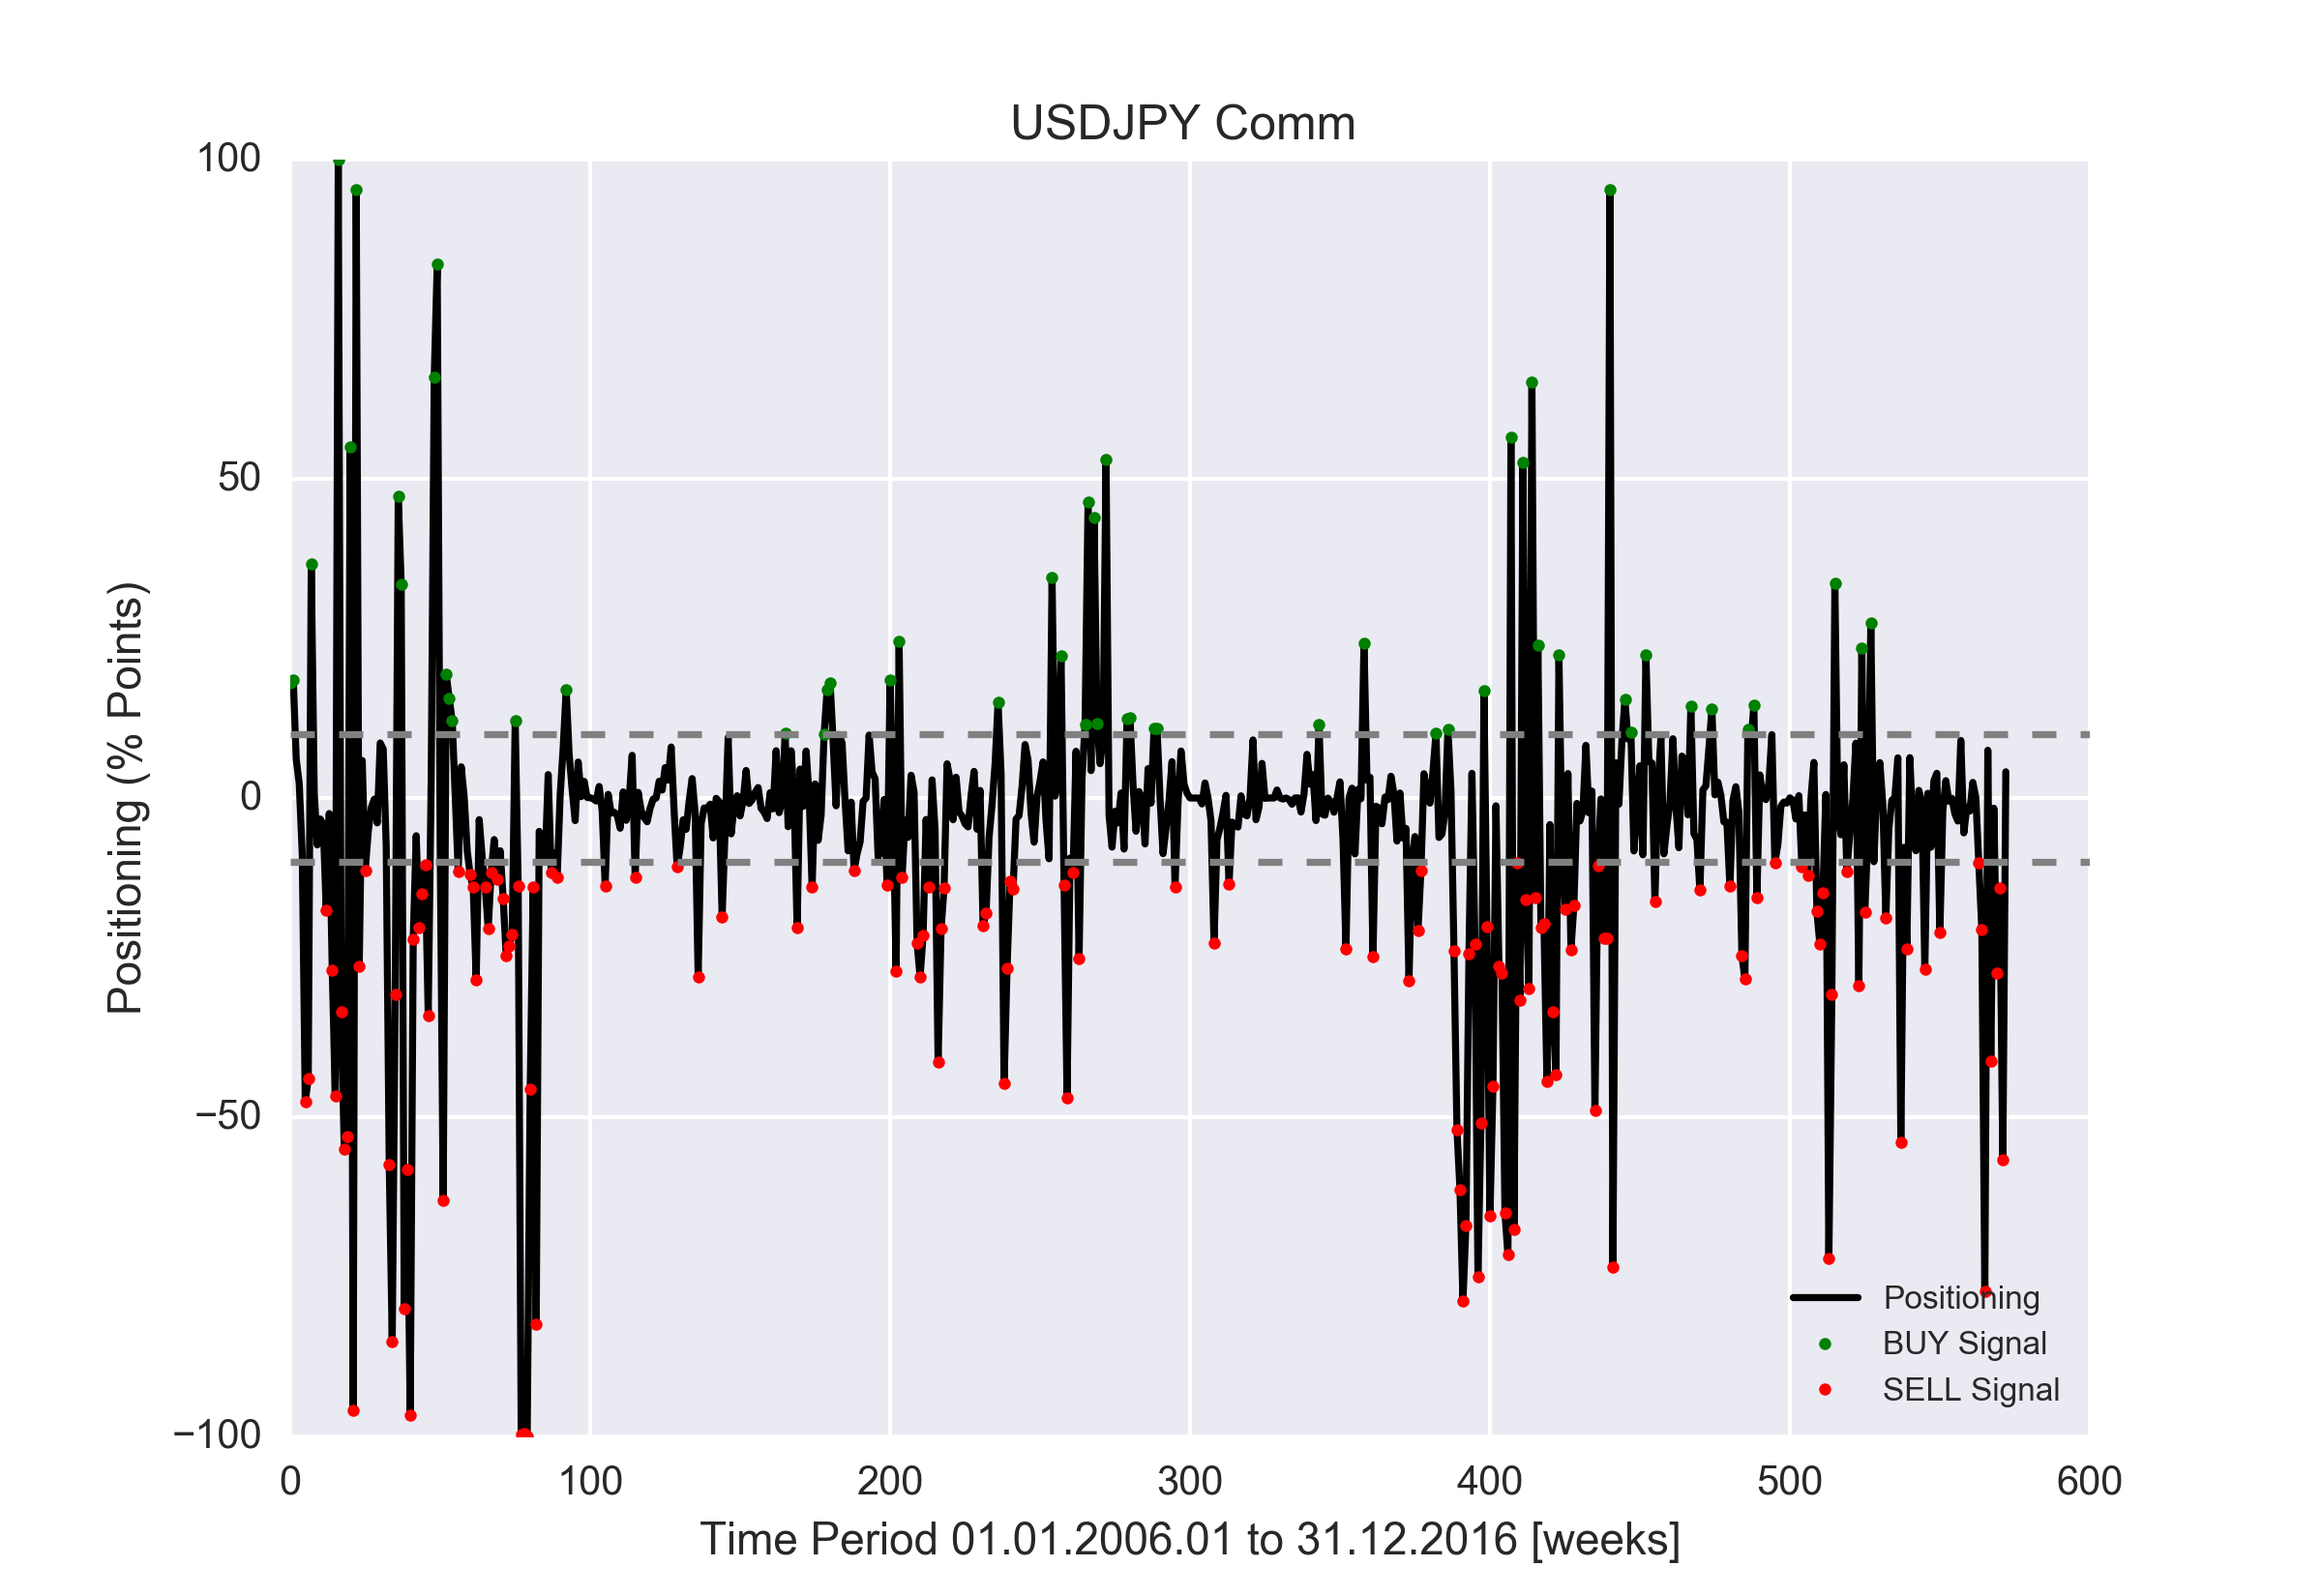 USDJPY Comm
100
50
0
−50
−100
Positioning (% Points)
0 100 200 300 400 500 600
Time Period 01.01.2006.01 to 31.12.2016 [weeks]
Positioning
BUY Signal
SELL Signal